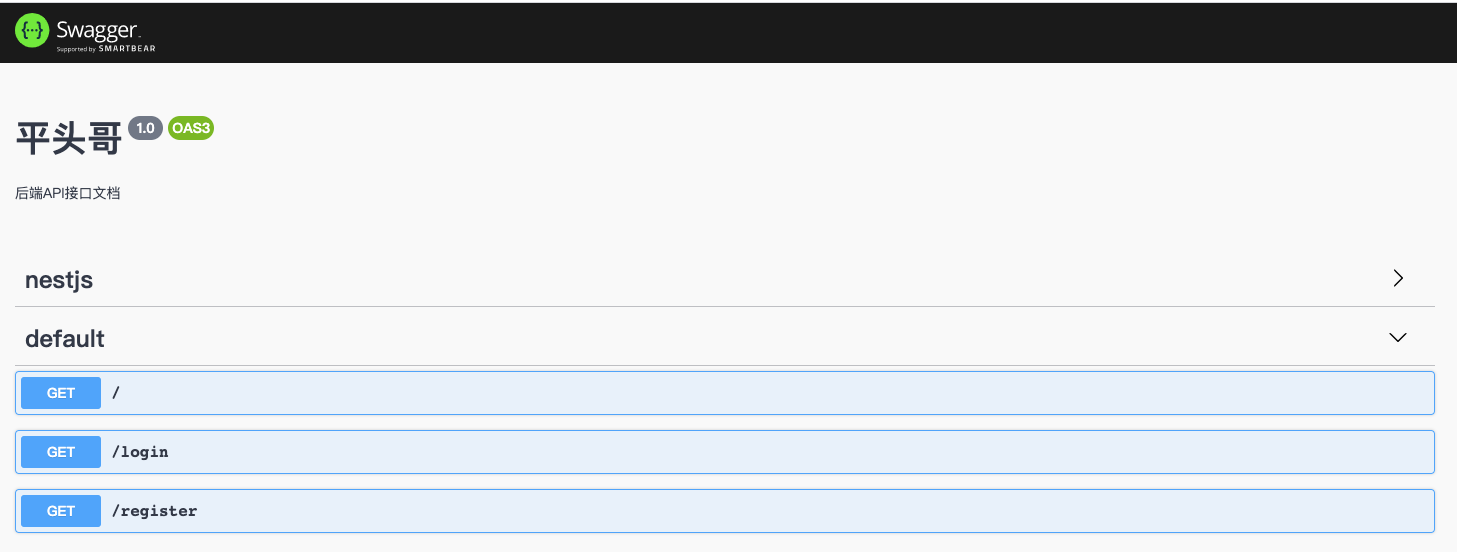 Swagger
Supported by SMARTBEAR
平头哥 1.0 OAS3
后端API接口文档
nestjs
default
GET /
GET /login
GET /register